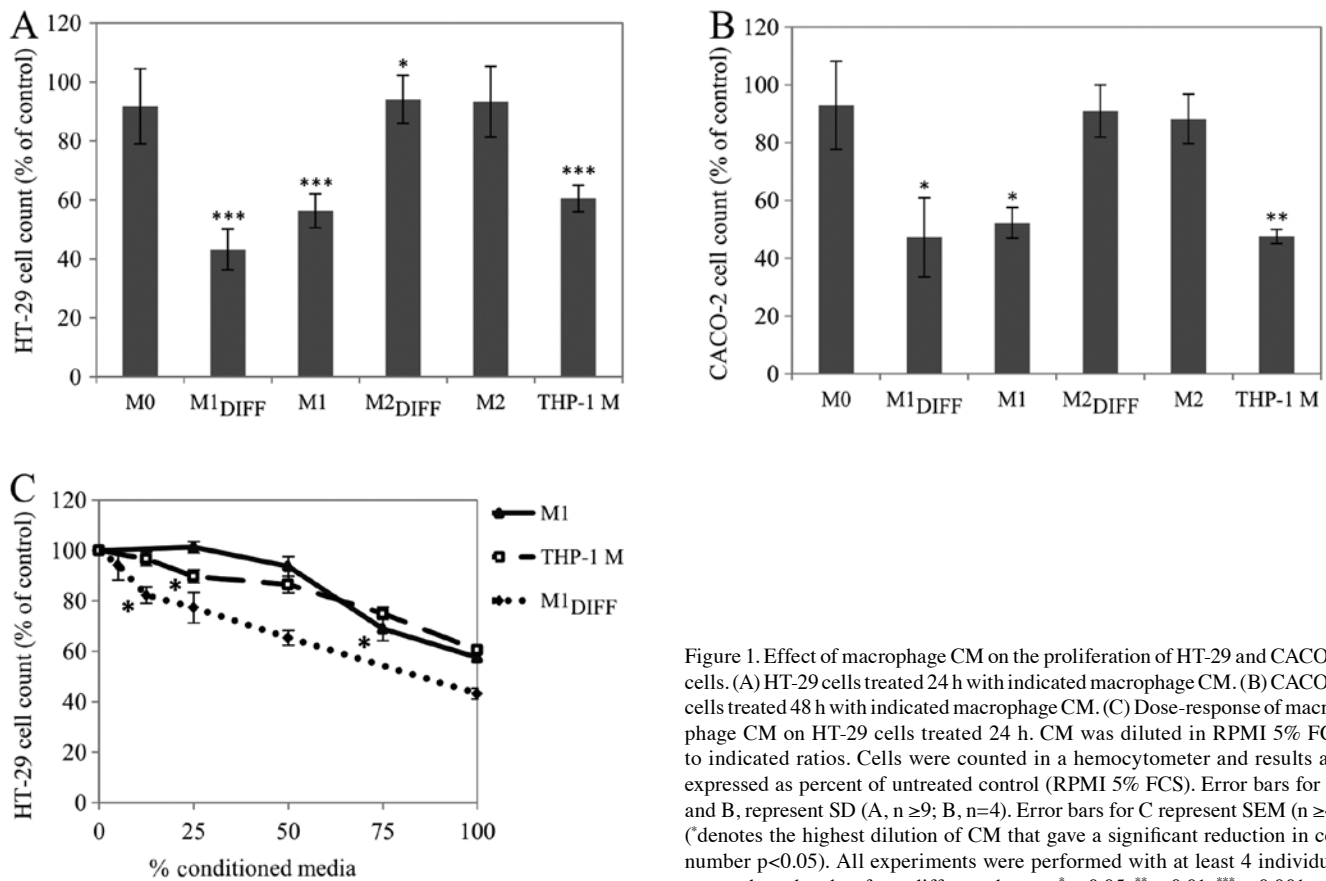 A
HT-29 cell count (% of control)
120
100
80
60
40
20
0
***
***
*
***
M0 M1DIFF M1 M2DIFF M2 THP-1 M
B
CACO-2 cell count (% of control)
120
100
80
60
40
20
0
*
*
**
M0 M1DIFF M1 M2DIFF M2 THP-1 M
C
HT-29 cell count (% of control)
120
100
80
60
40
20
0
*
*
*
0 25 50 75 100
% conditioned media
M1
THP-1 M
M1DIFF
Figure 1. Effect of macrophage CM on the proliferation of HT-29 and CACO
cells. (A) HT-29 cells treated 24 h with indicated macrophage CM. (B) CACO
cells treated 48 h with indicated macrophage CM. (C) Dose-response of macro
phage CM on HT-29 cells treated 24 h. CM was diluted in RPMI 5% FC
to indicated ratios. Cells were counted in a hemocytometer and results a
expressed as percent of untreated control (RPMI 5% FCS). Error bars for
and B, represent SD (A, n ≥9; B, n=4). Error bars for C represent SEM (n ≥
(*denotes the highest dilution of CM that gave a significant reduction in ce
number p<0.05). All experiments were performed with at least 4 individu